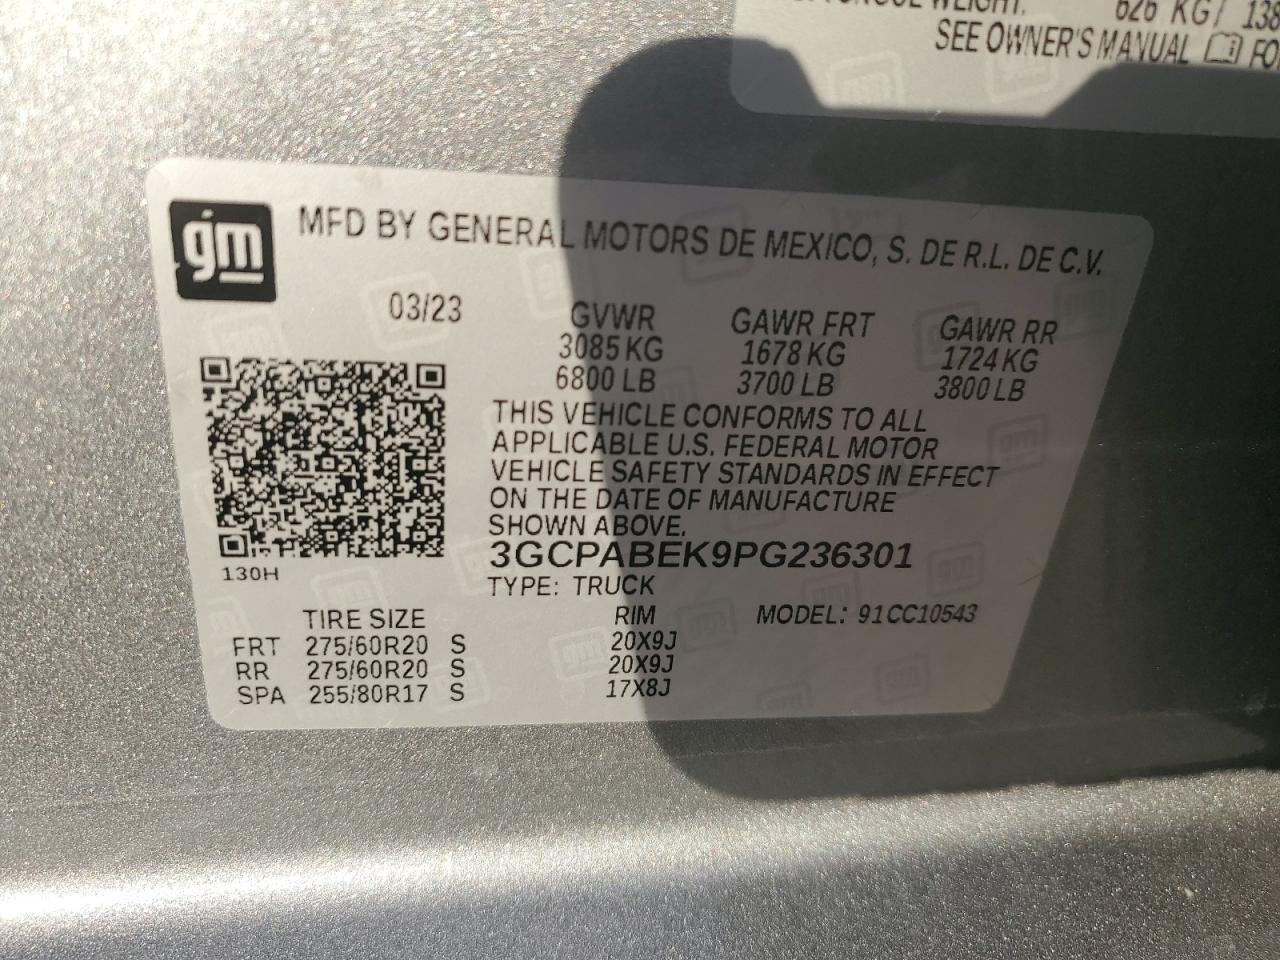 WEIGHT: 626 KG/ 138
SEE OWNER'S MANUAL FO
gm
MFD BY GENERAL MOTORS DE MEXICO, S. DE R.L. DE C.V.
03/23 GVWR GAWR FRT GAWR RR
3085 KG 1678 KG 1724 KG
6800 LB 3700 LB 3800 LB
THIS VEHICLE CONFORMS TO ALL
APPLICABLE U.S. FEDERAL MOTOR
VEHICLE SAFETY STANDARDS IN EFFECT
ON THE DATE OF MANUFACTURE
SHOWN ABOVE.
3GCPABEK9PG236301
130H
TYPE: TRUCK
TIRE SIZE RIM MODEL: 91CC10543
FRT 275/60R20 S 20X9J
RR 275/60R20 S 20X9J
SPA 255/80R17 S 17X8J